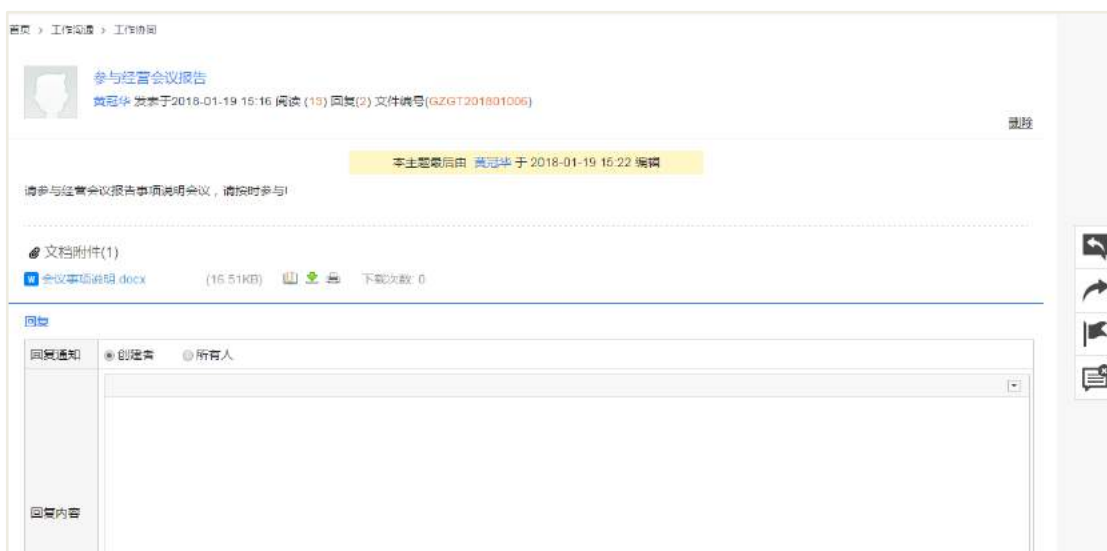 首页 > 工作沟通 > 工作协同
参与经营会议报告
黄冠华 发表于2018-01-19 15:16 阅读 (13) 回复(2) 文件编号(GZGT201801006)
删除
本主题最后由 黄冠华 于 2018-01-19 15:22 编辑
请参与经营会议报告事项说明会议，请按时参与!
文档附件(1)
W 会议事项说明.docx (16.51KB) 下载次数: 0
回复
回复通知 创建者 所有人
回复内容